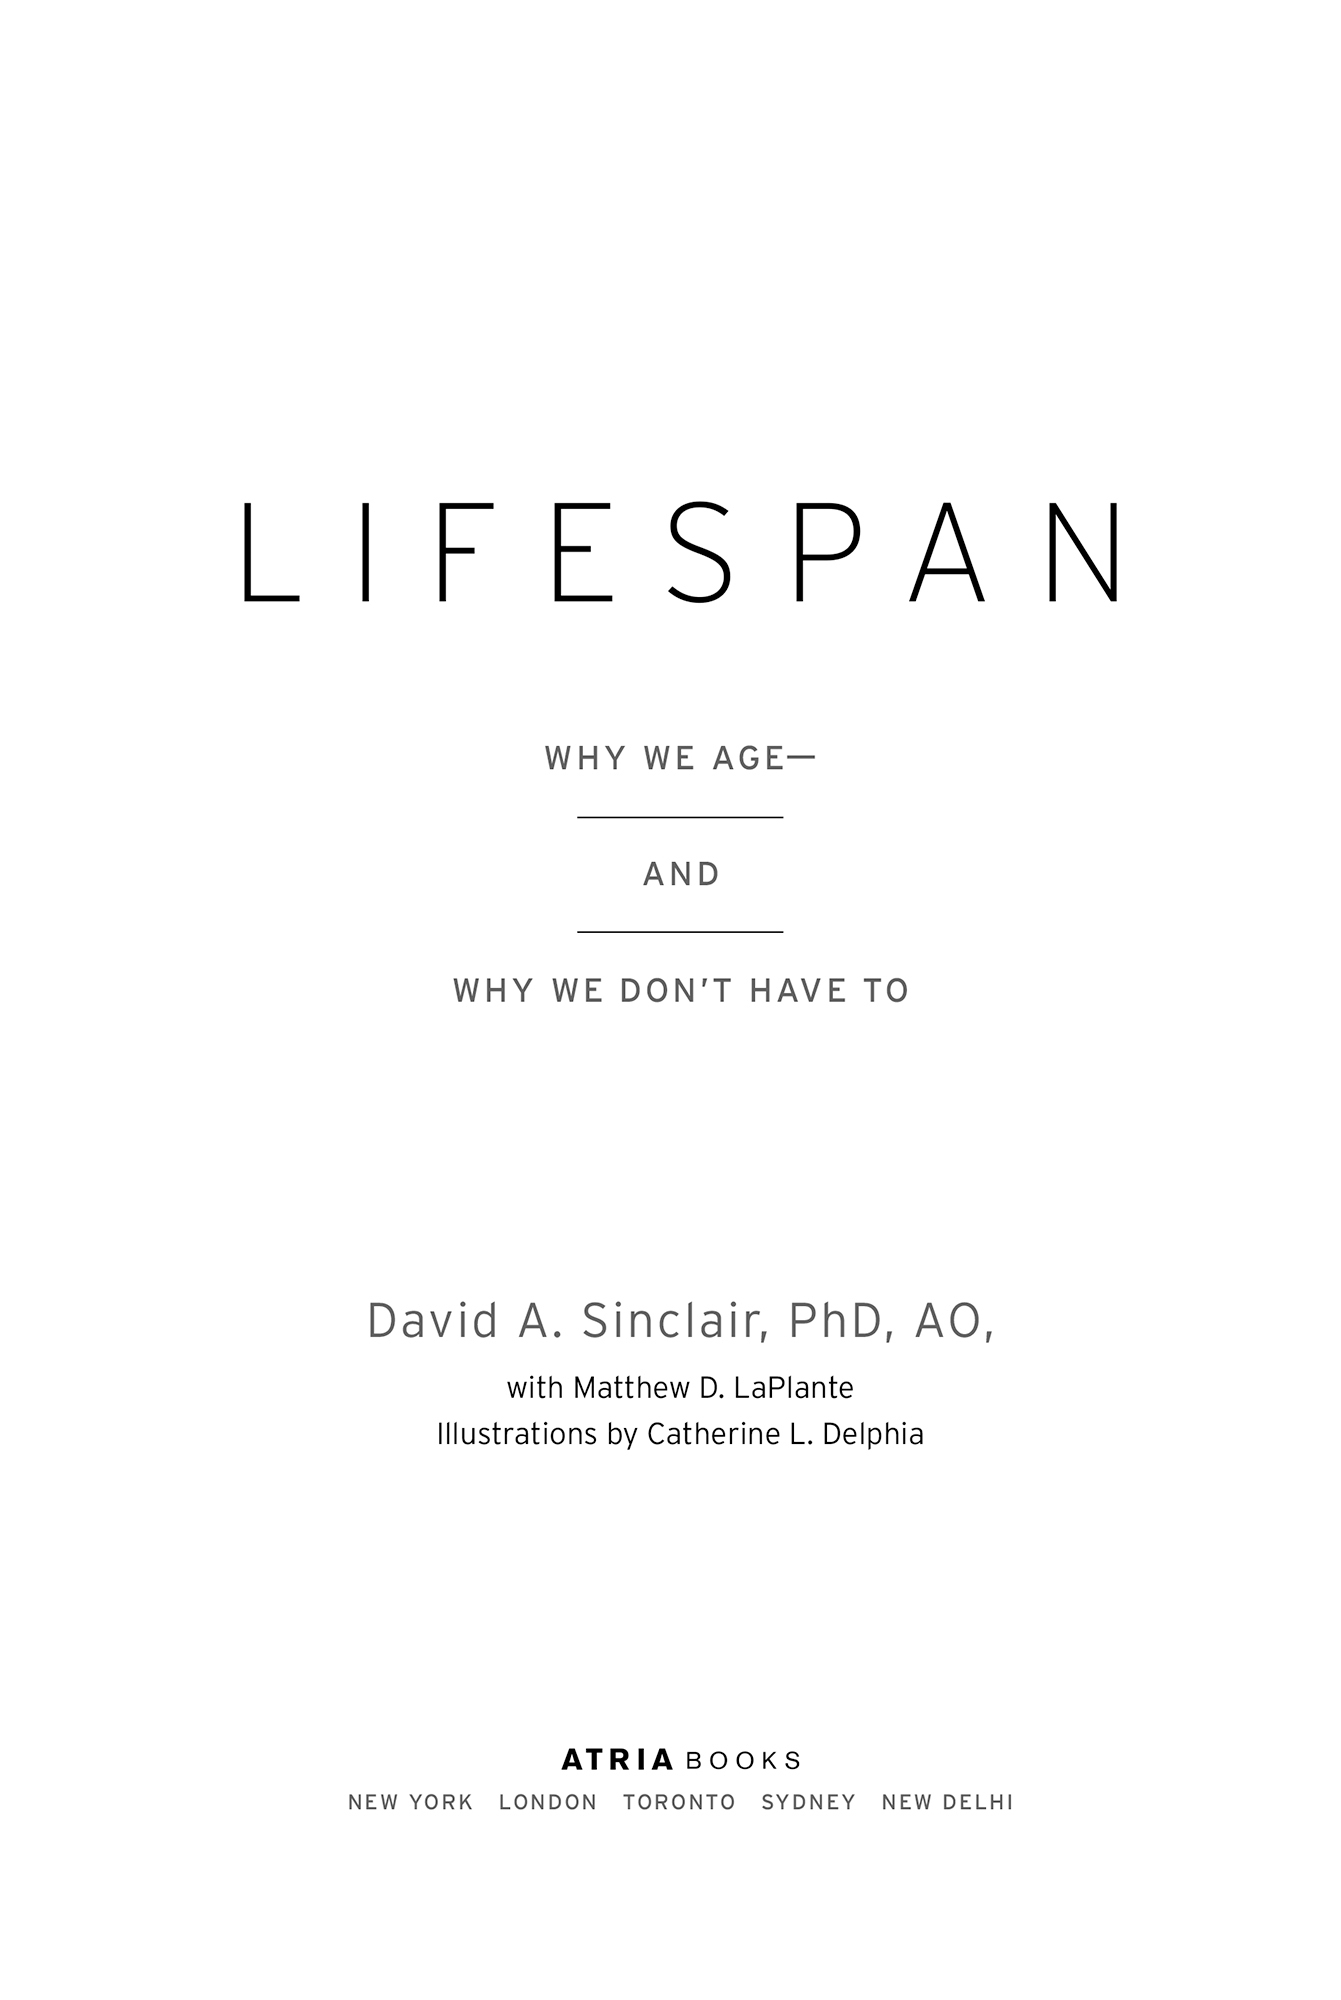 LIFESPAN
WHY WE AGE—
AND
WHY WE DON’T HAVE TO
David A. Sinclair, PhD, AO,
with Matthew D. LaPlante
Illustrations by Catherine L. Delphia
ATRIA BOOKS
NEW YORK LONDON TORONTO SYDNEY NEW DELHI